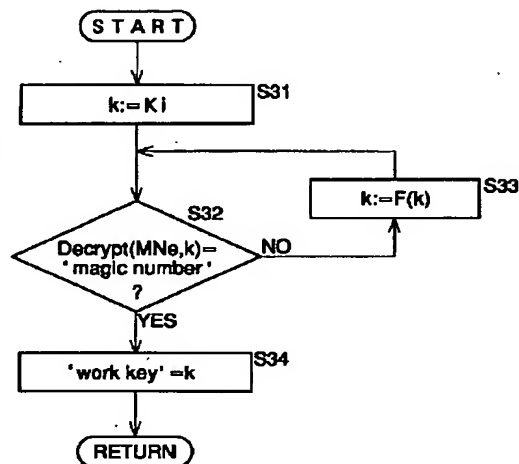 START
S31
k:=Ki
S33
k:=F(k)
S32
Decrypt(MNe,k)=
'magic number'
?
NO
YES
S34
'work key' =k
RETURN